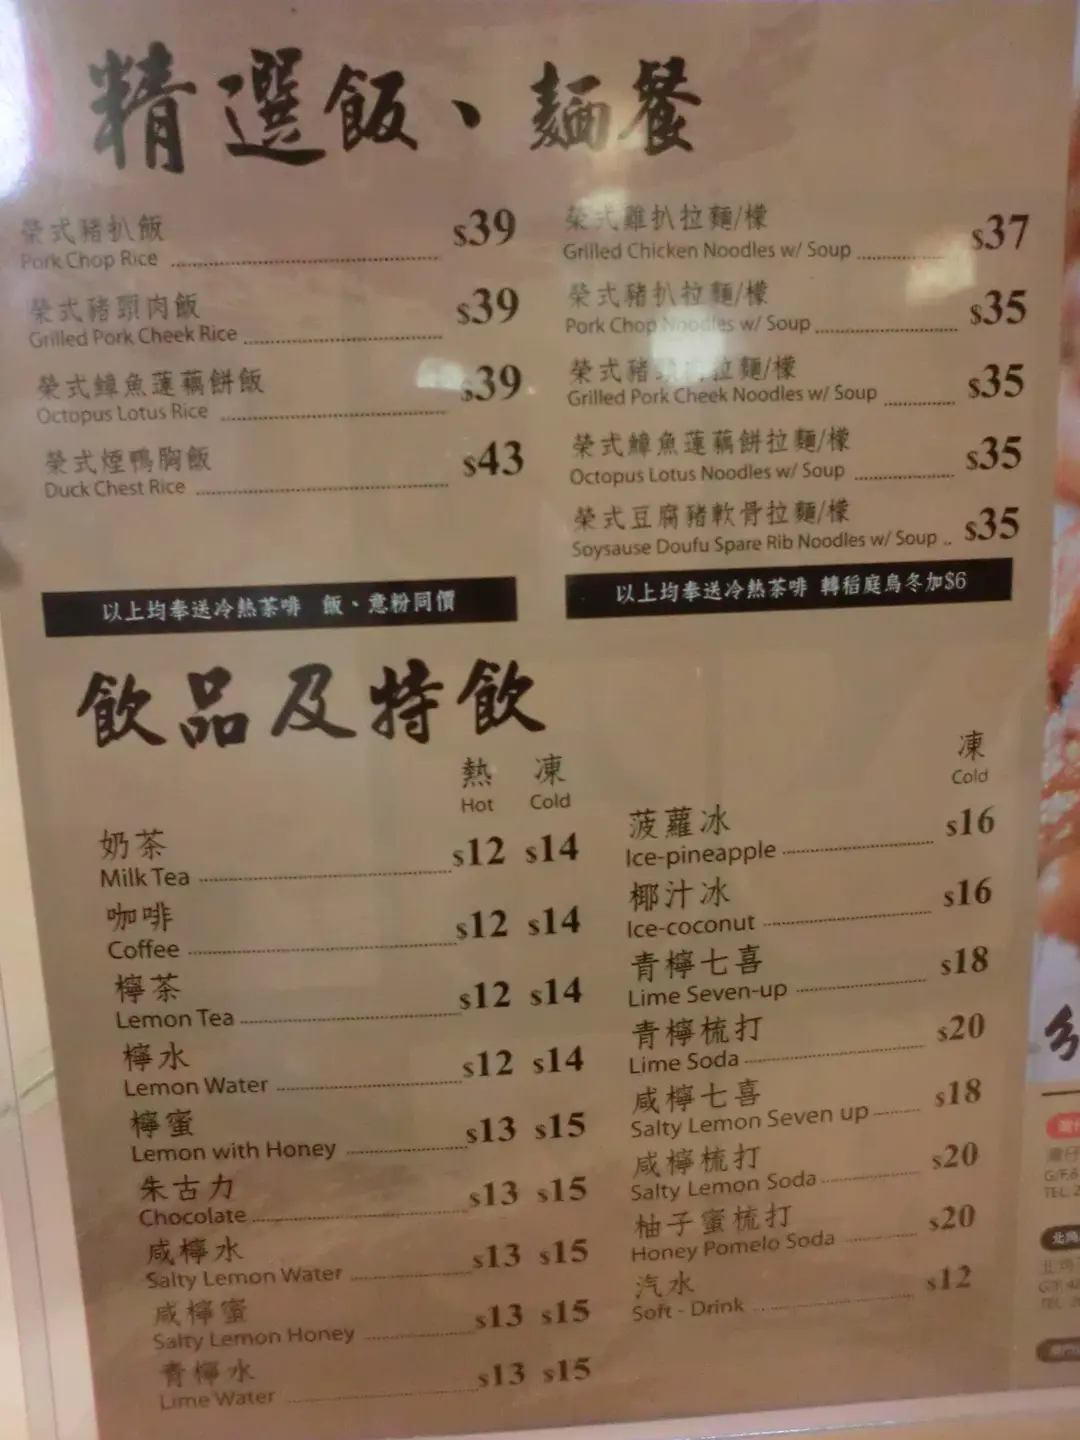 精選飯、麵餐
榮式豬扒飯 $39
Pork Chop Rice
榮式豬頸肉飯 $39
Grilled Pork Cheek Rice
榮式鱆魚蓮藕餅飯 $39
Octopus Lotus Rice
榮式煙鴨胸飯 $43
Duck Chest Rice
以上均奉送冷熱茶啡 飯、意粉同價
榮式雞扒拉麵/檬 $37
Grilled Chicken Noodles w/ Soup
榮式豬扒拉麵/檬 $35
Pork Chop Noodles w/ Soup
榮式豬頸肉拉麵/檬 $35
Grilled Pork Cheek Noodles w/ Soup
榮式鱆魚蓮藕餅拉麵/檬 $35
Octopus Lotus Noodles w/ Soup
榮式豆腐豬軟骨拉麵/檬 $35
Soysause Doufu Spare Rib Noodles w/ Soup
以上均奉送冷熱茶啡 轉稻庭烏冬加$6
飲品及特飲
熱 凍
Hot Cold
奶茶 $12 $14
Milk Tea
咖啡 $12 $14
Coffee
檸茶 $12 $14
Lemon Tea
檸水 $12 $14
Lemon Water
檸蜜 $13 $15
Lemon with Honey
朱古力 $13 $15
Chocolate
咸檸水 $13 $15
Salty Lemon Water
咸檸蜜 $13 $15
Salty Lemon Honey
青檸水 $13 $15
Lime Water
凍
Cold
菠蘿冰 $16
Ice-pineapple
椰汁冰 $16
Ice-coconut
青檸七喜 $18
Lime Seven-up
青檸梳打 $20
Lime Soda
咸檸七喜 $18
Salty Lemon Seven up
咸檸梳打 $20
Salty Lemon Soda
柚子蜜梳打 $20
Honey Pomelo Soda
汽水 $12
Soft - Drink